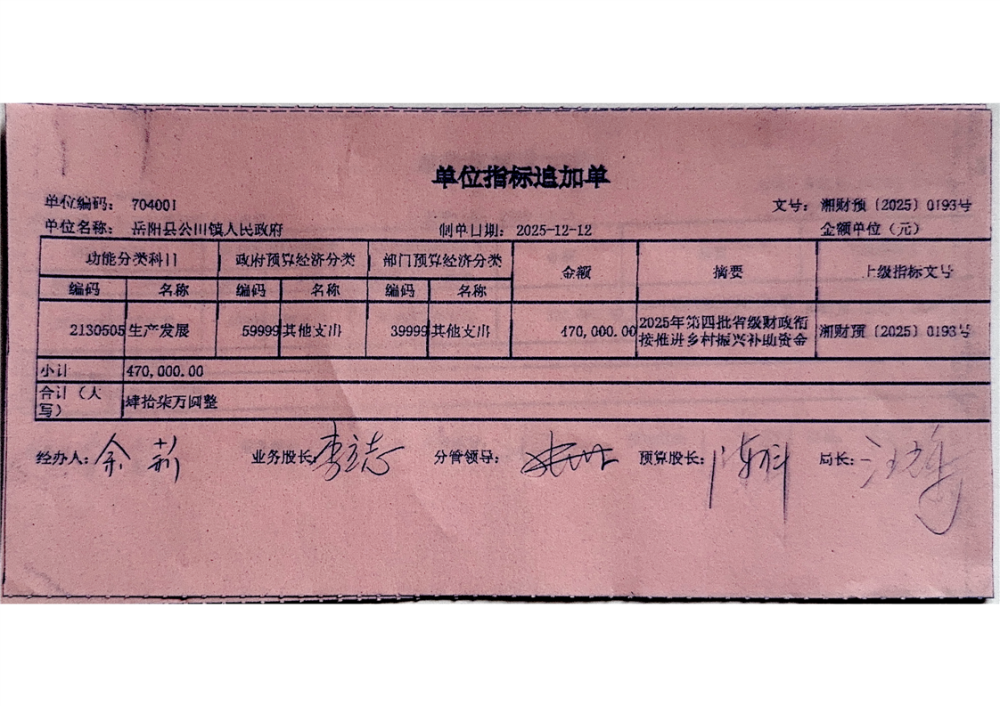 单位指标追加单
单位编码： 704001 文号： 湘财预〔2025〕0193号
单位名称： 岳阳县公田镇人民政府 制单日期： 2025-12-12 金额单位（元）
功能分类科目 政府预算经济分类 部门预算经济分类 金额 摘要 上级指标文号
编码 名称 编码 名称 编码 名称
2130505 生产发展 59999 其他支出 39999 其他支出 470,000.00 2025年第四批省级财政衔 湘财预〔2025〕0193号
接推进乡村振兴补助资金
小计 470,000.00
合计（大 肆拾柒万圆整
写）
经办人： 余新 业务股长 李立志 分管领导： 预算股长： 局长：